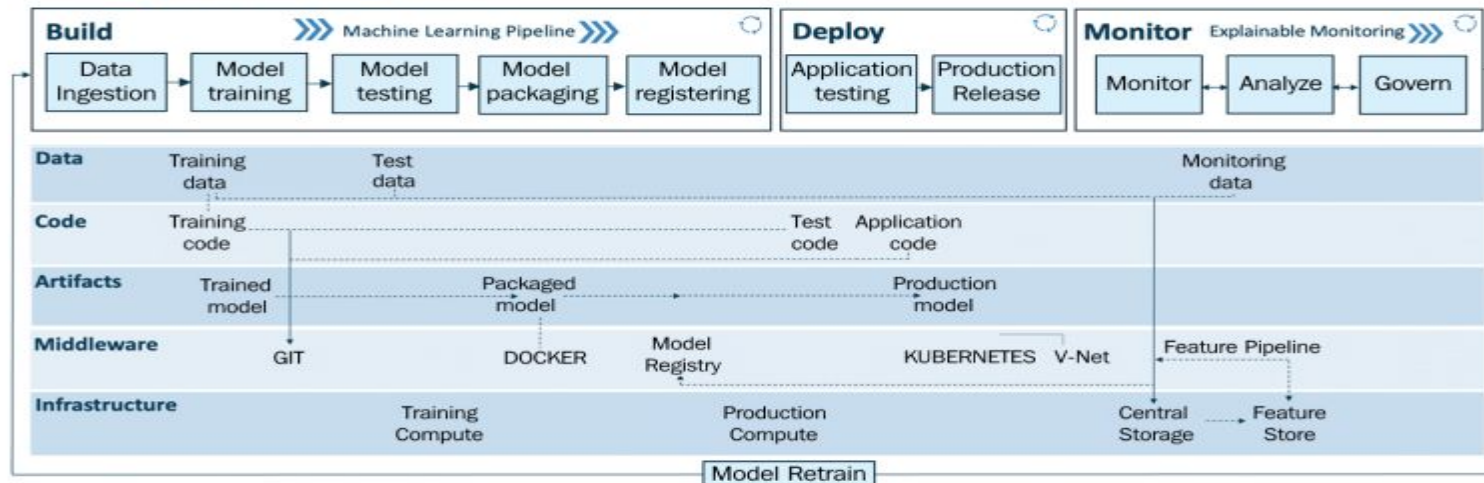 Build
Machine Learning Pipeline
Data
Ingestion
Model
training
Model
testing
Model
packaging
Model
registering
Deploy
Application
testing
Production
Release
Monitor
Explainable Monitoring
Monitor
Analyze
Govern
Data
Training
data
Test
data
Monitoring
data
Code
Training
code
Test
code
Application
code
Artifacts
Trained
model
Packaged
model
Production
model
Middleware
GIT
DOCKER
Model
Registry
KUBERNETES
V-Net
Feature Pipeline
Infrastructure
Training
Compute
Production
Compute
Central
Storage
Feature
Store
Model Retrain